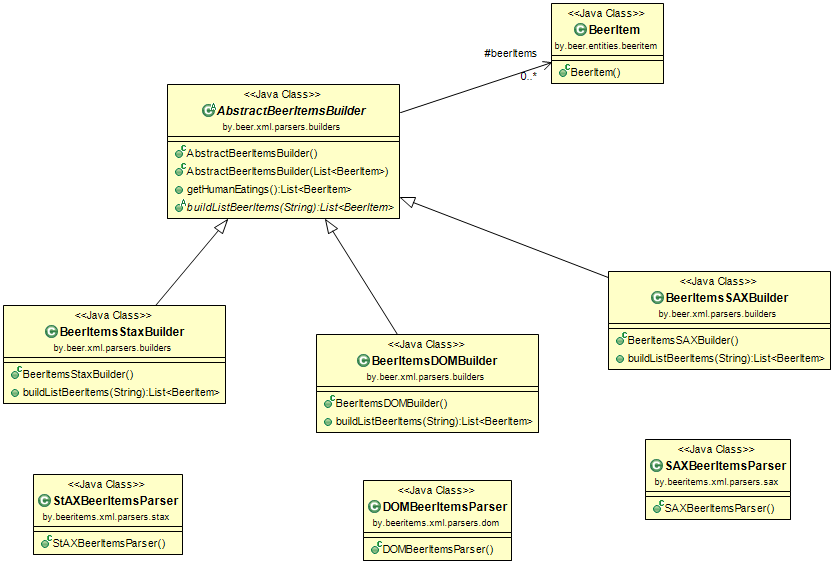 <<Java Class>>
BeerItem
by.beer.entities.beeritem
BeerItem()
#beerItems
0..*
<<Java Class>>
AbstractBeerItemsBuilder
by.beer.xml.parsers.builders
AbstractBeerItemsBuilder()
AbstractBeerItemsBuilder(List<BeerItem>)
getHumanEatings():List<BeerItem>
buildListBeerItems(String):List<BeerItem>
<<Java Class>>
BeerItemsStaxBuilder
by.beer.xml.parsers.builders
BeerItemsStaxBuilder()
buildListBeerItems(String):List<BeerItem>
<<Java Class>>
BeerItemsDOMBuilder
by.beer.xml.parsers.builders
BeerItemsDOMBuilder()
buildListBeerItems(String):List<BeerItem>
<<Java Class>>
BeerItemsSAXBuilder
by.beer.xml.parsers.builders
BeerItemsSAXBuilder()
buildListBeerItems(String):List<BeerItem>
<<Java Class>>
StAXBeerItemsParser
by.beeritems.xml.parsers.stax
StAXBeerItemsParser()
<<Java Class>>
DOMBeerItemsParser
by.beeritems.xml.parsers.dom
DOMBeerItemsParser()
<<Java Class>>
SAXBeerItemsParser
by.beeritems.xml.parsers.sax
SAXBeerItemsParser()